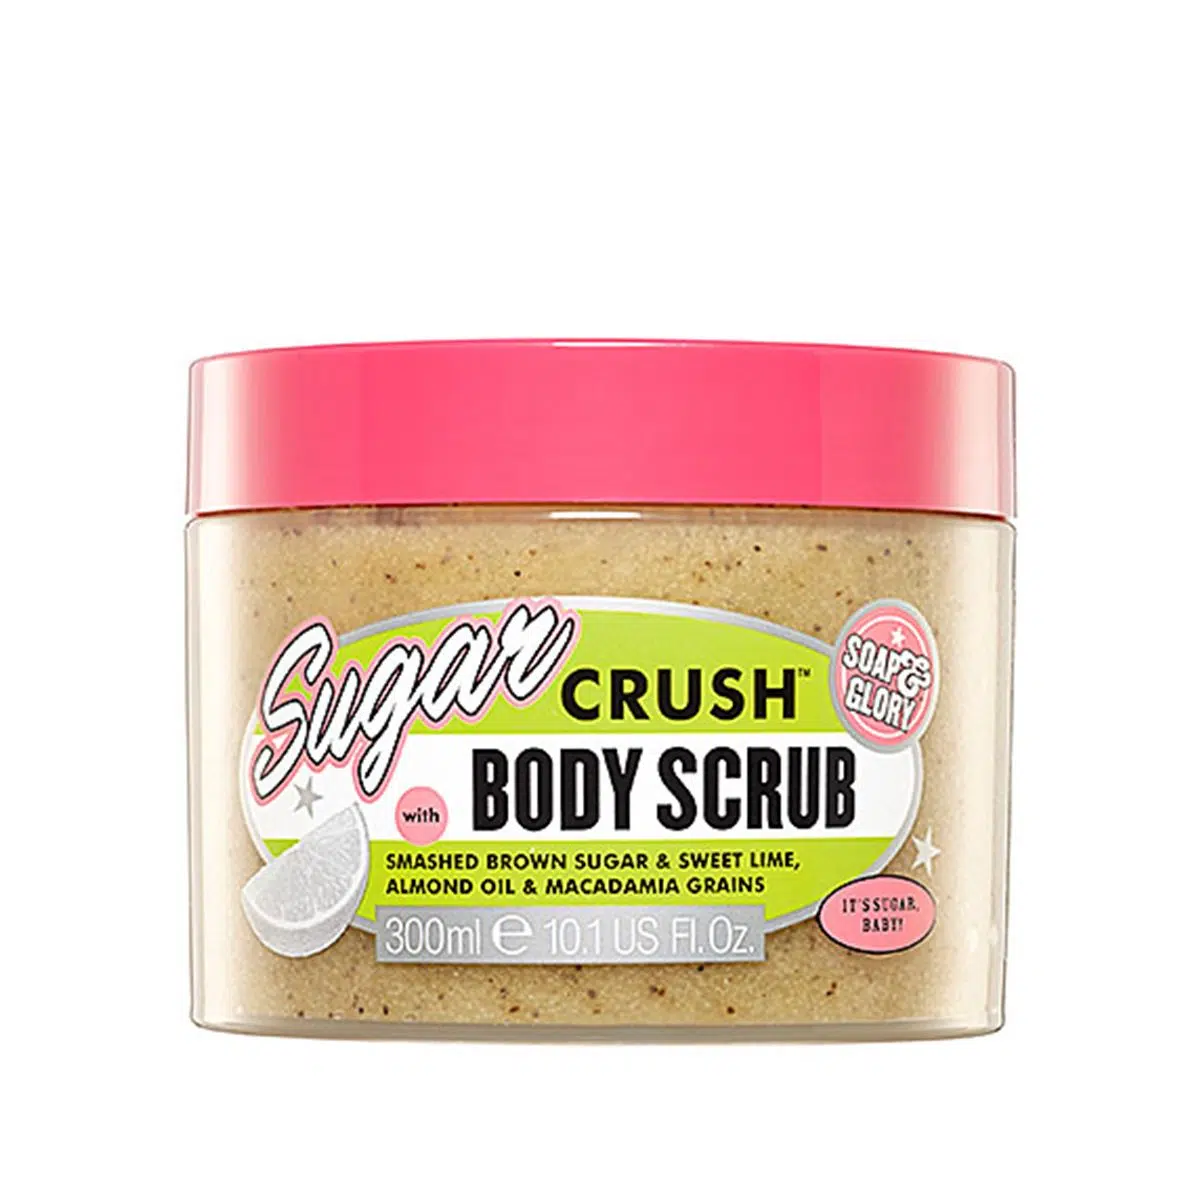 Sugar
CRUSH™
BODY SCRUB
with
SMASHED BROWN SUGAR & SWEET LIME,
ALMOND OIL & MACADAMIA GRAINS
300ml e 10.1 US Fl.Oz.
SOAP &
GLORY
IT'S SUGAR,
BABY!